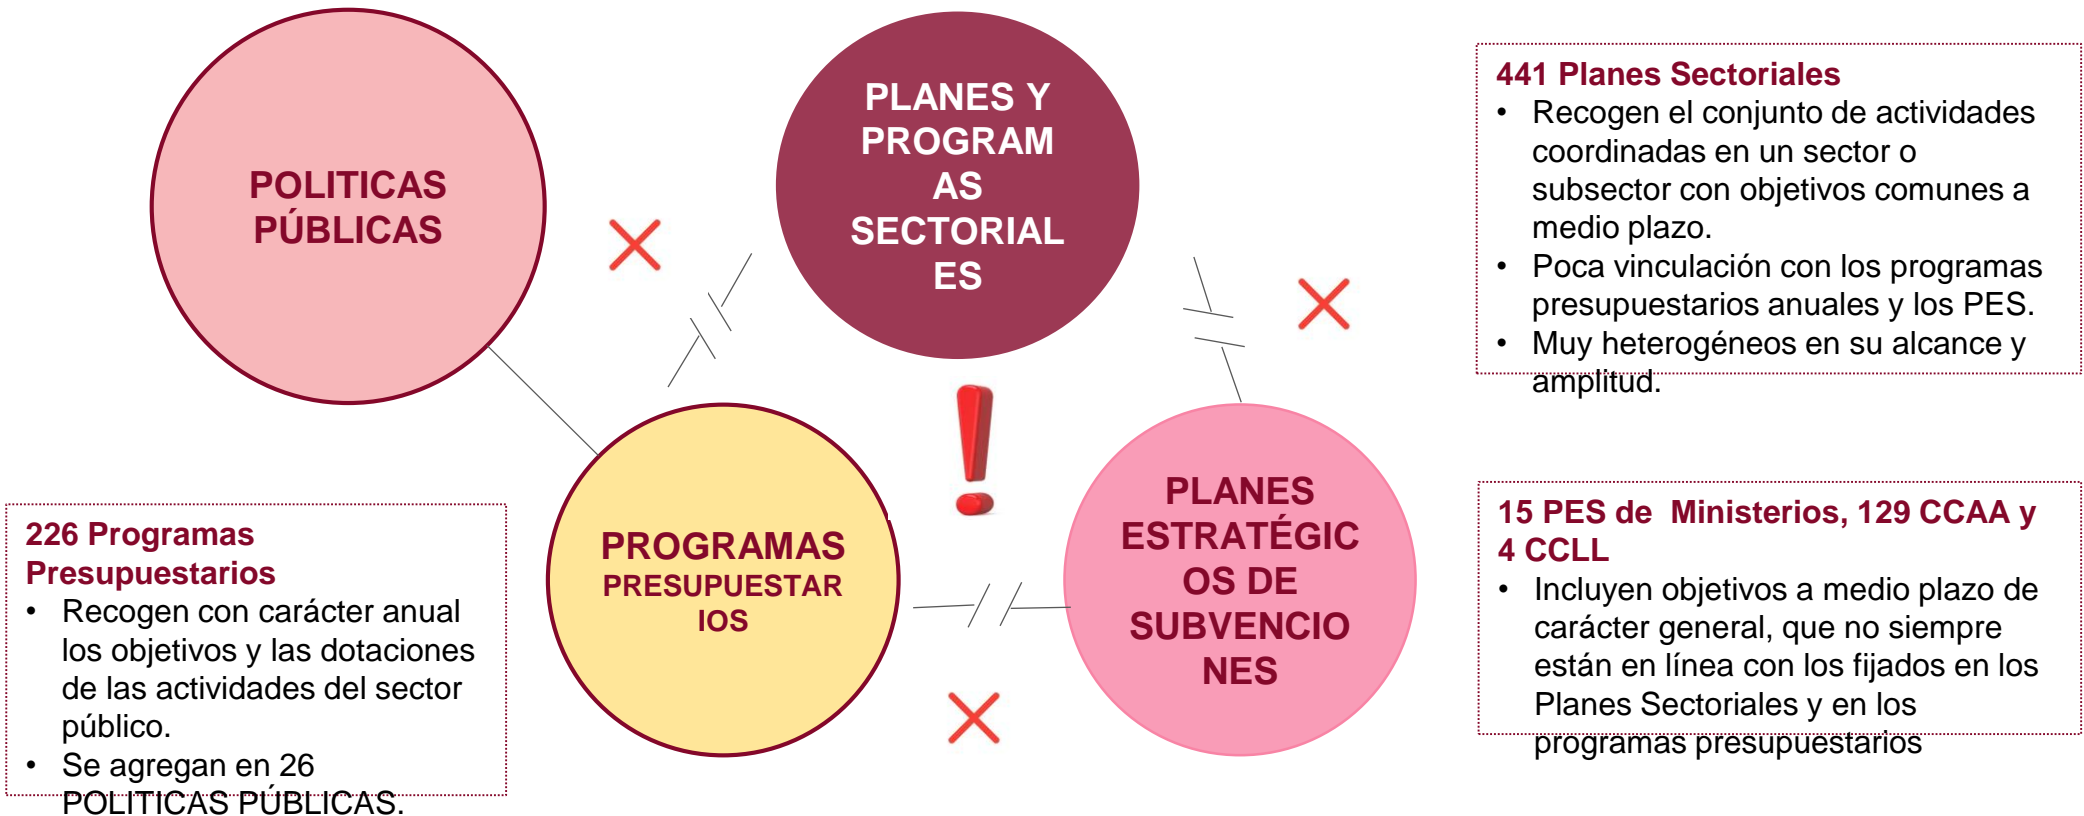 POLITICAS
PÚBLICAS
PLANES Y
PROGRAM
AS
SECTORIAL
ES
441 Planes Sectoriales
• Recogen el conjunto de actividades
coordinadas en un sector o
subsector con objetivos comunes a
medio plazo.
• Poca vinculación con los programas
presupuestarios anuales y los PES.
• Muy heterogéneos en su alcance y
amplitud.
226 Programas
Presupuestarios
• Recogen con carácter anual
los objetivos y las dotaciones
de las actividades del sector
público.
• Se agregan en 26
POLITICAS PÚBLICAS.
PROGRAMAS
PRESUPUESTAR
IOS
PLANES
ESTRATÉGIC
OS DE
SUBVENCIO
NES
15 PES de Ministerios, 129 CCAA y
4 CCLL
• Incluyen objetivos a medio plazo de
carácter general, que no siempre
están en línea con los fijados en los
Planes Sectoriales y en los
programas presupuestarios